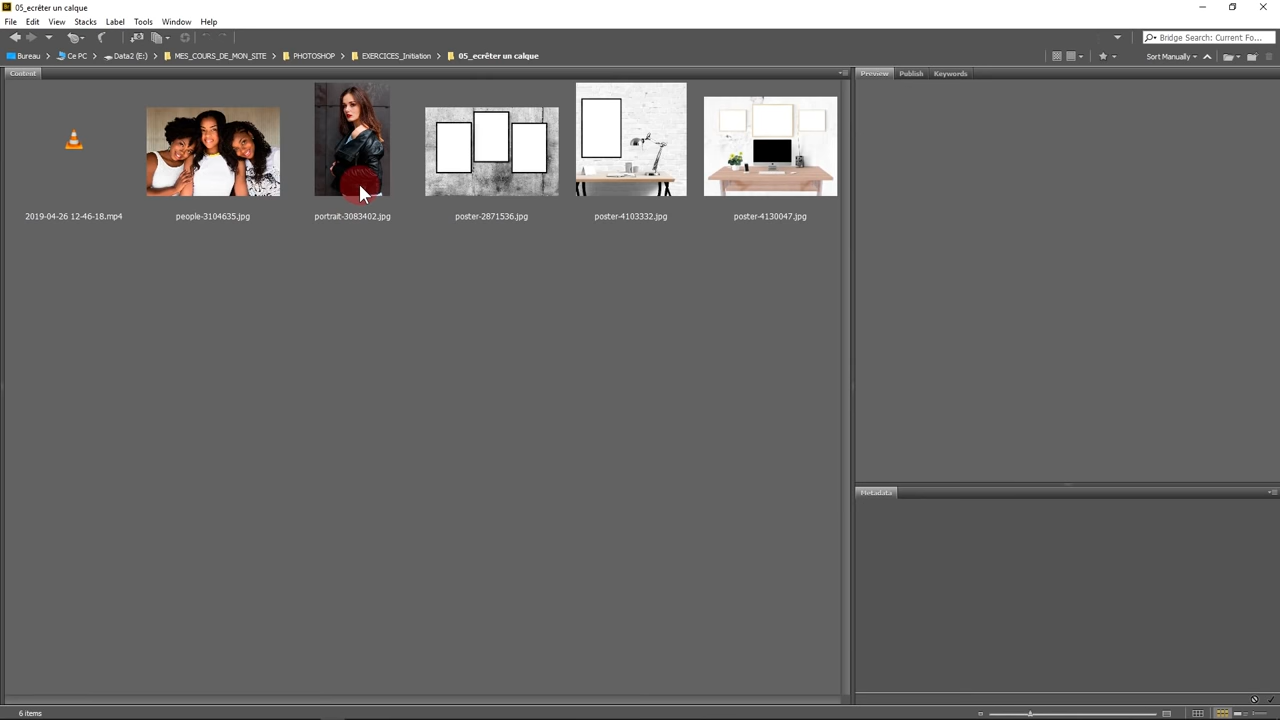 Br 05_ecrêter un calque
File Edit View Stacks Label Tools Window Help
Bridge Search: Current Fo...
Bureau Ce PC Data2 (E:) MES_COURS_DE_MON_SITE PHOTOSHOP EXERCICES_Initiation 05_ecrêter un calque Sort Manually
Content Preview Publish Keywords
2019-04-26 12-46-18.mp4 people-3104635.jpg portrait-3083402.jpg poster-2871536.jpg poster-4103332.jpg poster-4130047.jpg
Metadata
6 items